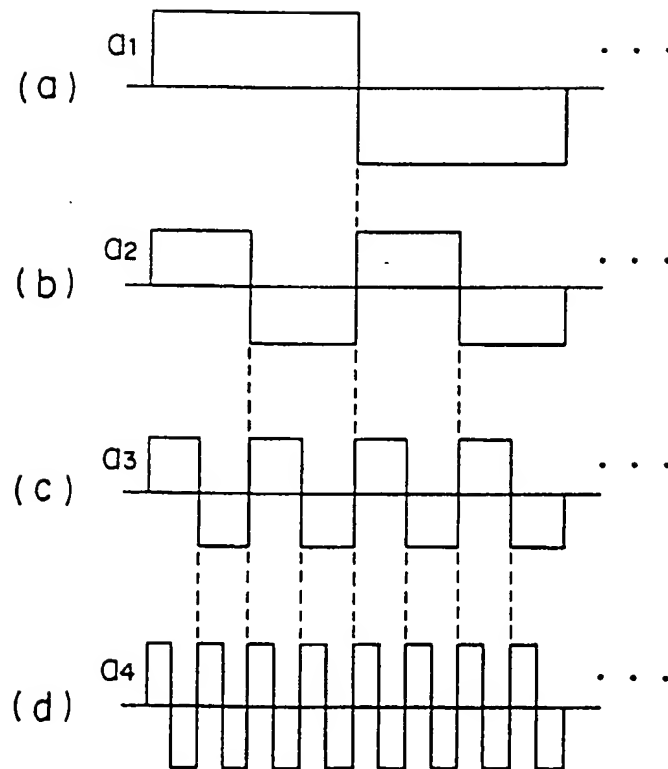 a1
(a)
. . .
a2
(b)
. . .
a3
(c)
. . .
a4
(d)
. . .